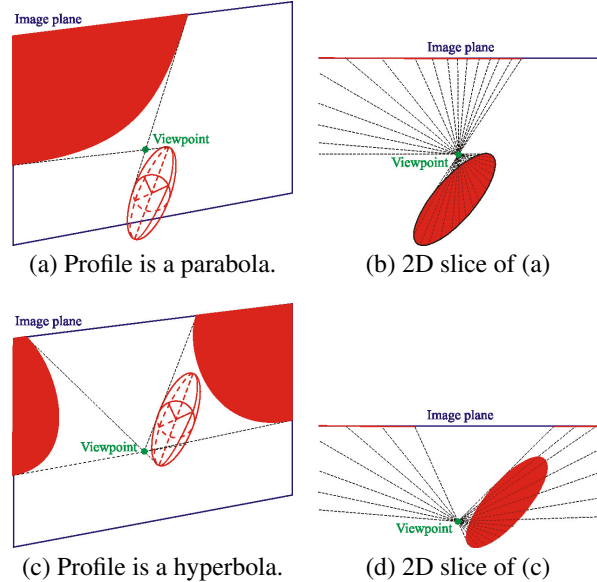 Image plane
Viewpoint
(a) Profile is a parabola.
Image plane
Viewpoint
(b) 2D slice of (a)
Image plane
Viewpoint
(c) Profile is a hyperbola.
Image plane
Viewpoint
(d) 2D slice of (c)